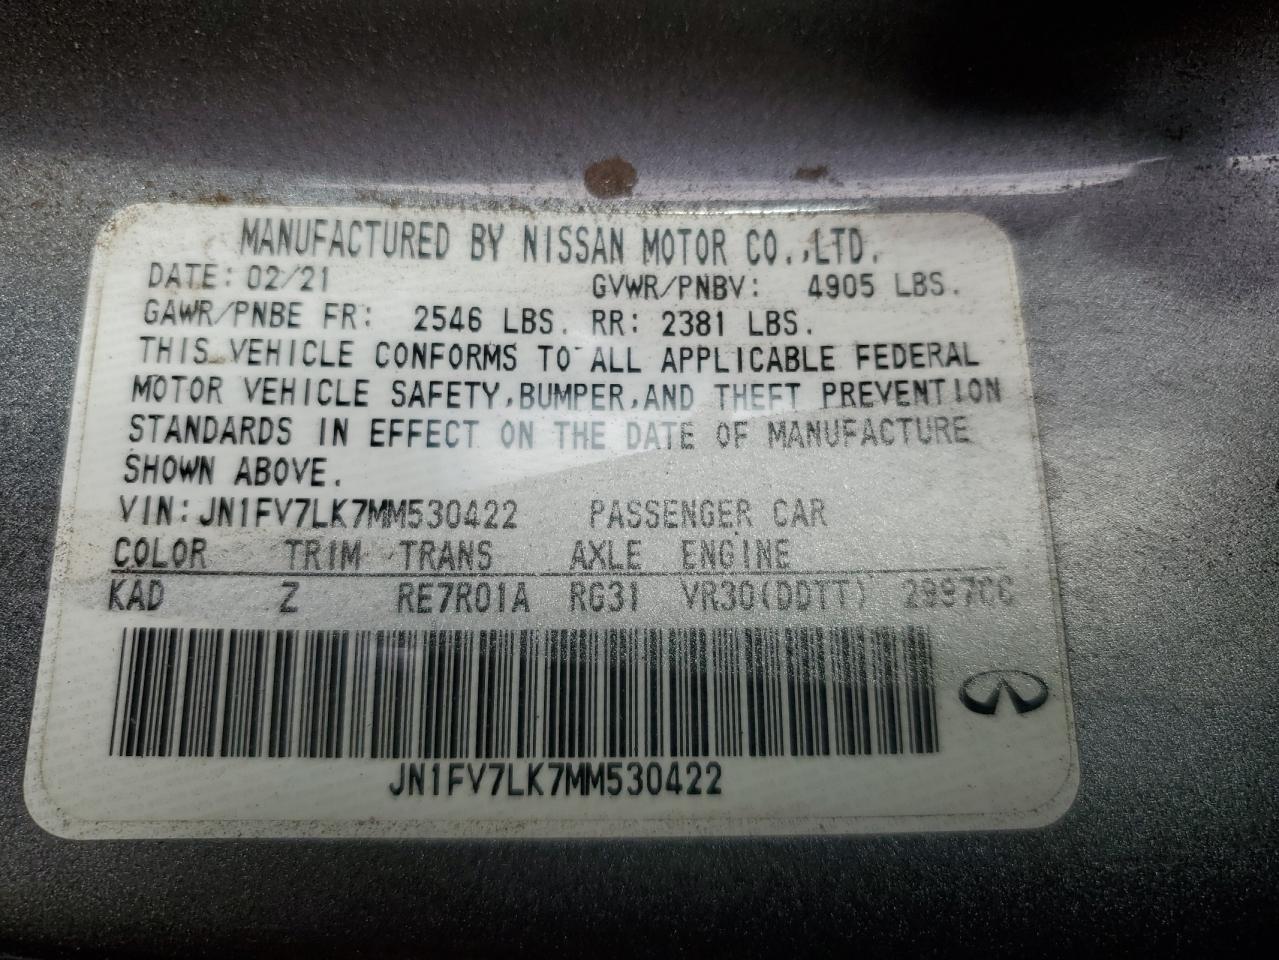 MANUFACTURED BY NISSAN MOTOR CO.,LTD.
DATE: 02/21 GVWR/PNBV: 4905 LBS.
GAWR/PNBE FR: 2546 LBS. RR: 2381 LBS.
THIS VEHICLE CONFORMS TO ALL APPLICABLE FEDERAL
MOTOR VEHICLE SAFETY,BUMPER,AND THEFT PREVENTION
STANDARDS IN EFFECT ON THE DATE OF MANUFACTURE
SHOWN ABOVE.
VIN: JN1FV7LK7MM530422 PASSENGER CAR
COLOR TRIM TRANS AXLE ENGINE
KAD Z RE7R01A RG31 VR30(DDTT) 2997CC
JN1FV7LK7MM530422